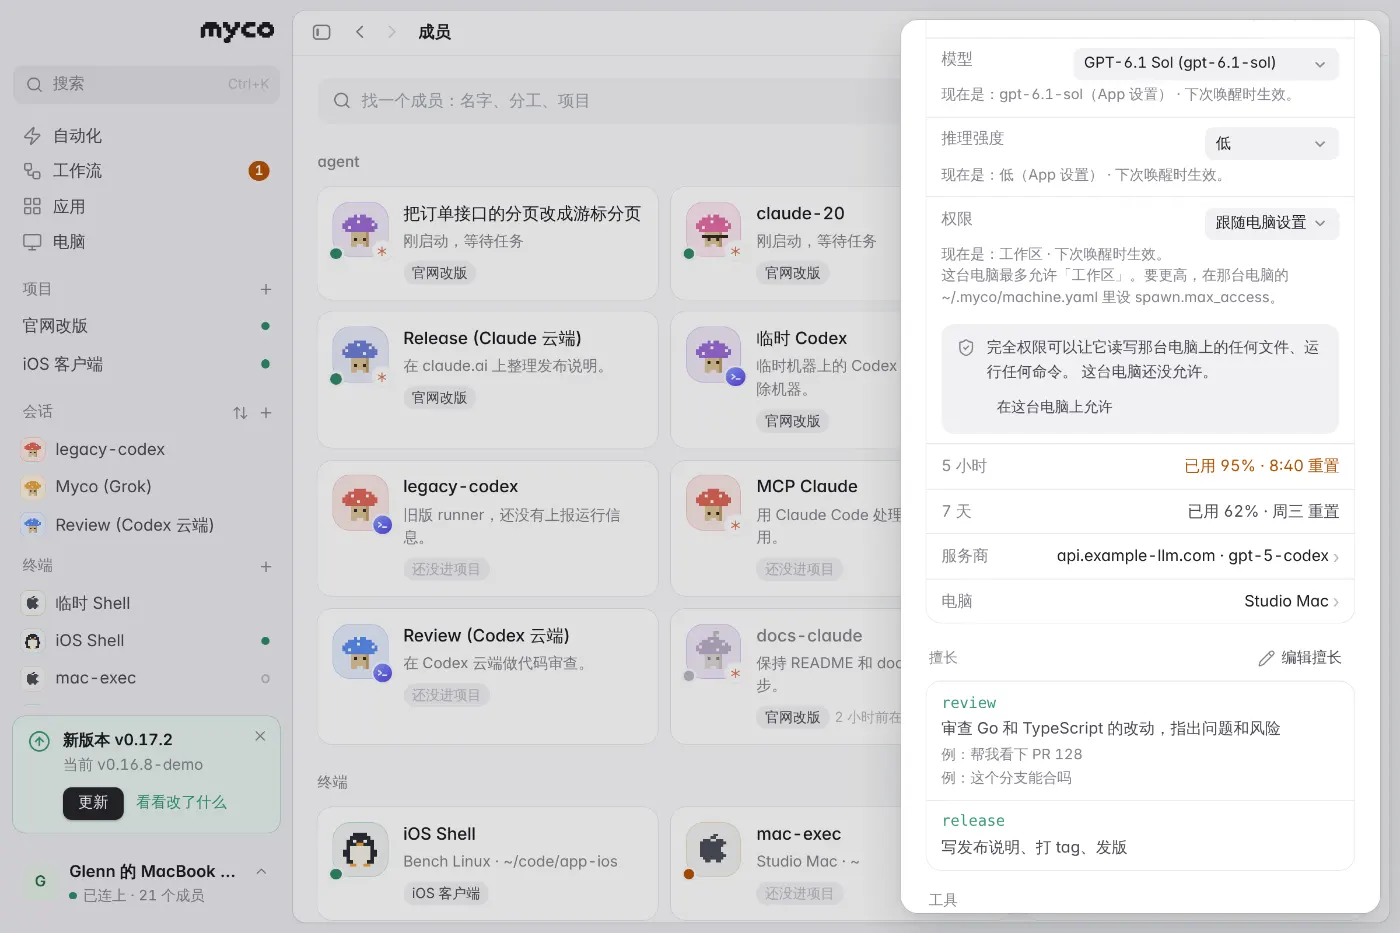 myco
搜索
Ctrl+K
自动化
工作流
1
应用
电脑
项目
官网改版
iOS 客户端
会话
legacy-codex
Myco (Grok)
Review (Codex 云端)
终端
临时 Shell
iOS Shell
mac-exec
新版本 v0.17.2
当前 v0.16.8-demo
更新
看看改了什么
G
Glenn 的 MacBook ...
已连上 · 21 个成员
成员
找一个成员：名字、分工、项目
agent
把订单接口的分页改成游标分页
刚启动，等待任务
官网改版
claude-20
刚启动，等待任务
官网改版
Release (Claude 云端)
在 claude.ai 上整理发布说明。
官网改版
临时 Codex
临时机器上的 Codex
除机器。
官网改版
legacy-codex
旧版 runner，还没有上报运行信
息。
还没进项目
MCP Claude
用 Claude Code 处理
用。
还没进项目
Review (Codex 云端)
在 Codex 云端做代码审查。
还没进项目
docs-claude
保持 README 和 doc
步。
官网改版
2 小时前在
终端
iOS Shell
Bench Linux · ~/code/app-ios
iOS 客户端
mac-exec
Studio Mac · ~
还没进项目
模型
GPT-6.1 Sol (gpt-6.1-sol)
现在是：gpt-6.1-sol（App 设置） · 下次唤醒时生效。
推理强度
低
现在是：低（App 设置） · 下次唤醒时生效。
权限
跟随电脑设置
现在是：工作区 · 下次唤醒时生效。
这台电脑最多允许「工作区」。要更高，在那台电脑的
~/.myco/machine.yaml 里设 spawn.max_access。
完全权限可以让它读写那台电脑上的任何文件、运
行任何命令。 这台电脑还没允许。
在这台电脑上允许
5 小时
已用 95% · 8:40 重置
7 天
已用 62% · 周三 重置
服务商
api.example-llm.com · gpt-5-codex
电脑
Studio Mac
擅长
编辑擅长
review
审查 Go 和 TypeScript 的改动，指出问题和风险
例：帮我看下 PR 128
例：这个分支能合吗
release
写发布说明、打 tag、发版
工具